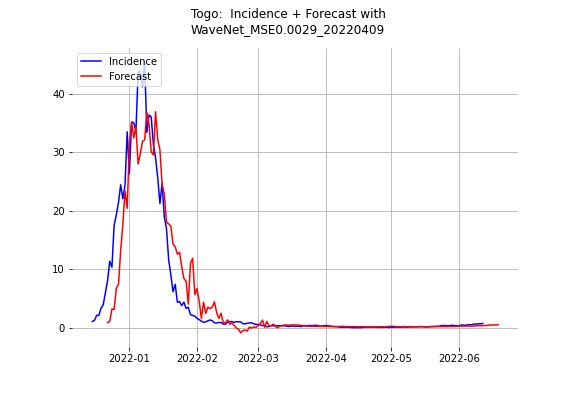 Togo:  Incidence + Forecast with
WaveNet_MSE0.0029_20220409
Incidence
Forecast
40
30
20
10
0
2022-01
2022-02
2022-03
2022-04
2022-05
2022-06